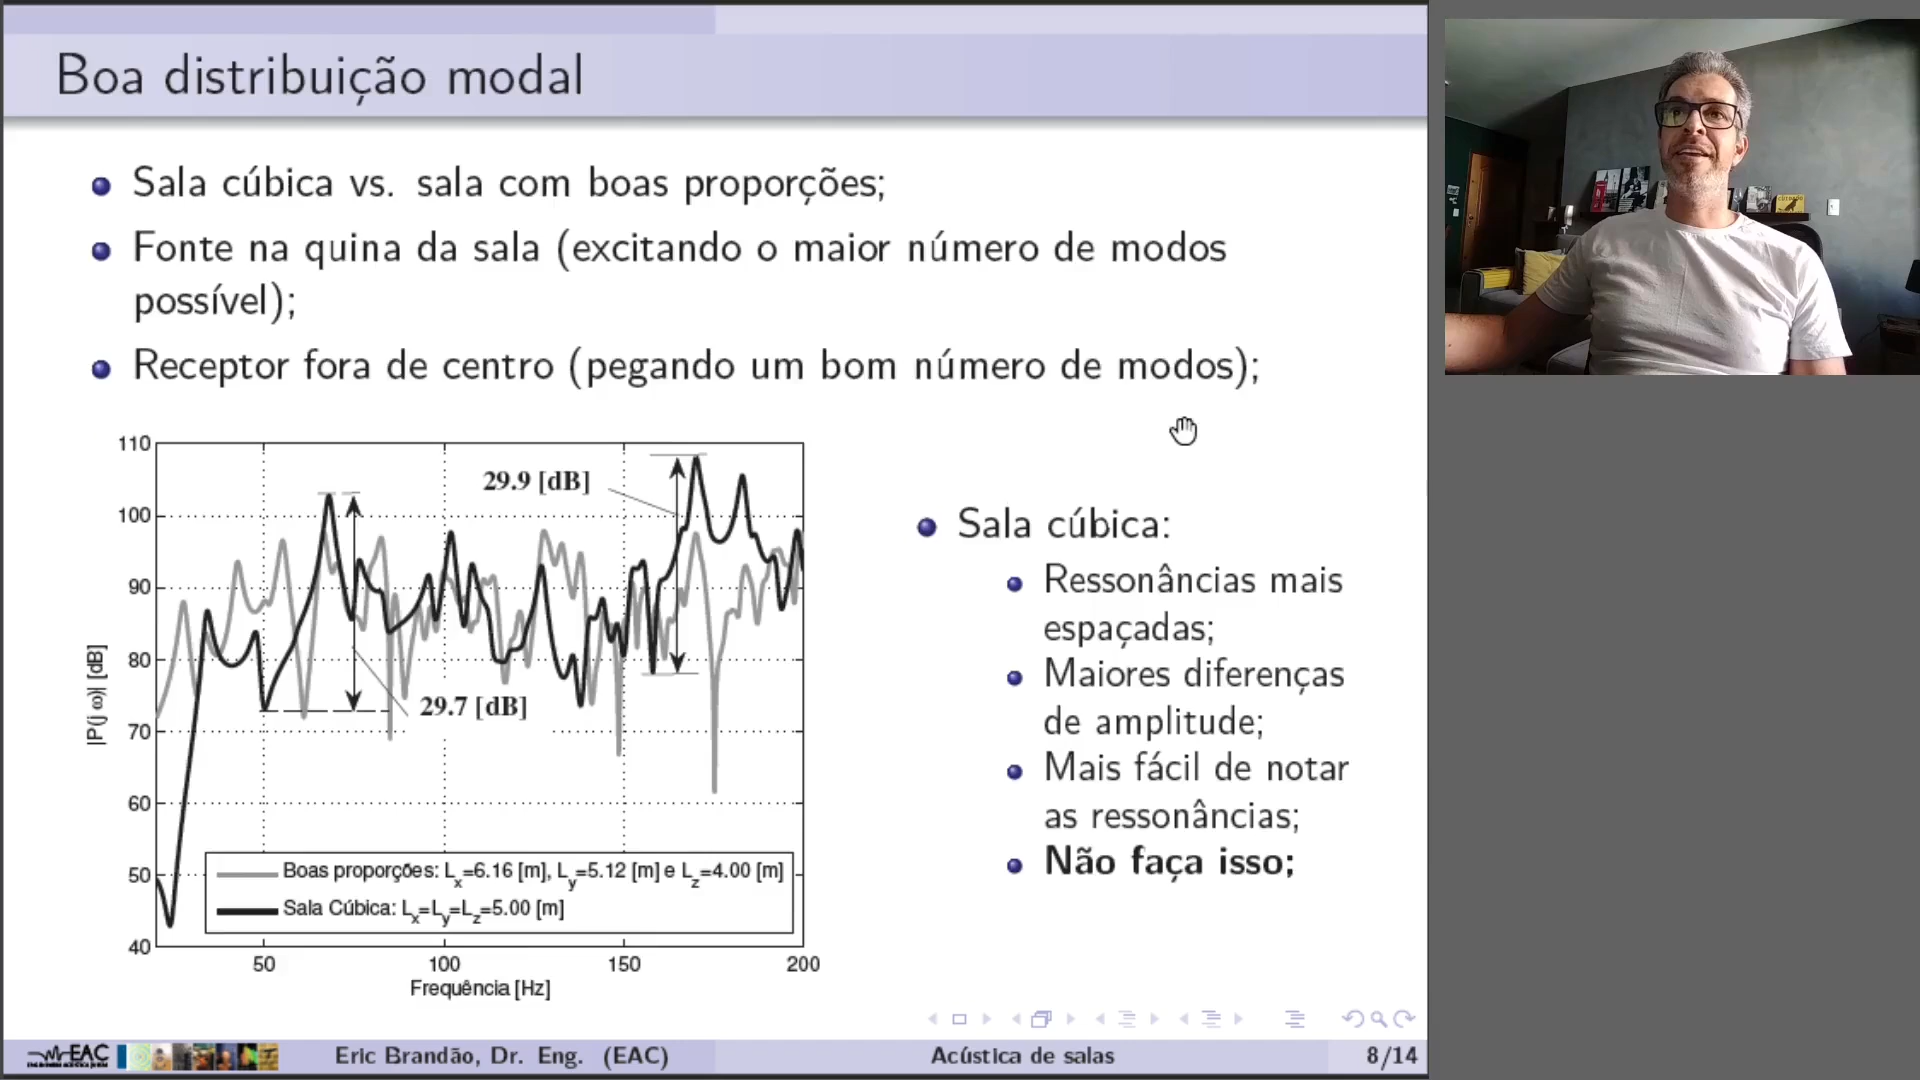 Boa distribuição modal
Sala cúbica vs. sala com boas proporções;
Fonte na quina da sala (excitando o maior número de modos
possível);
Receptor fora de centro (pegando um bom número de modos);
110
100
90
80
70
60
50
40
|P(j ω)| [dB]
29.9 [dB]
29.7 [dB]
Boas proporções: Lx=6.16 [m], Ly=5.12 [m] e Lz=4.00 [m]
Sala Cúbica: Lx=Ly=Lz=5.00 [m]
50 100 150 200
Frequência [Hz]
Sala cúbica:
Ressonâncias mais
espaçadas;
Maiores diferenças
de amplitude;
Mais fácil de notar
as ressonâncias;
Não faça isso;
EAC
Eric Brandão, Dr. Eng. (EAC)
Acústica de salas
8/14